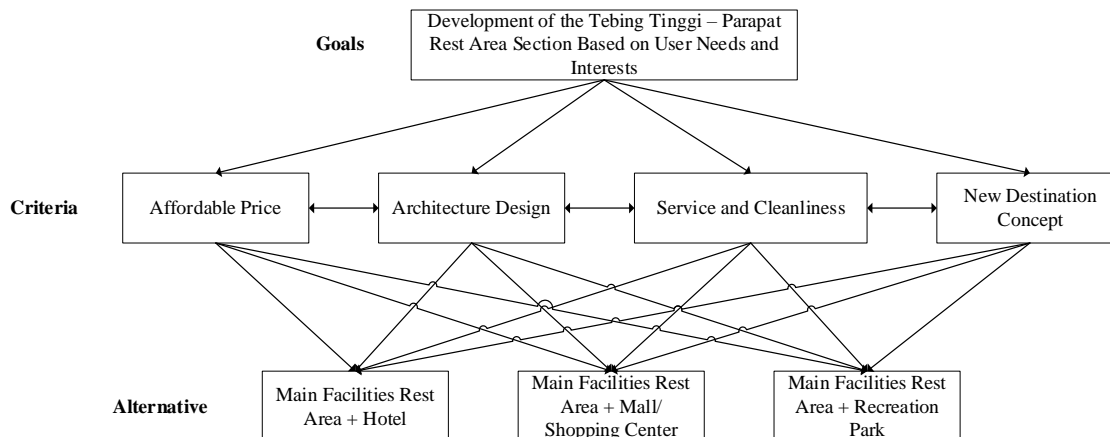 Goals
Development of the Tebing Tinggi – Parapat
Rest Area Section Based on User Needs and
Interests
Criteria
Affordable Price
Architecture Design
Service and Cleanliness
New Destination
Concept
Alternative
Main Facilities Rest
Area + Hotel
Main Facilities Rest
Area + Mall/
Shopping Center
Main Facilities Rest
Area + Recreation
Park